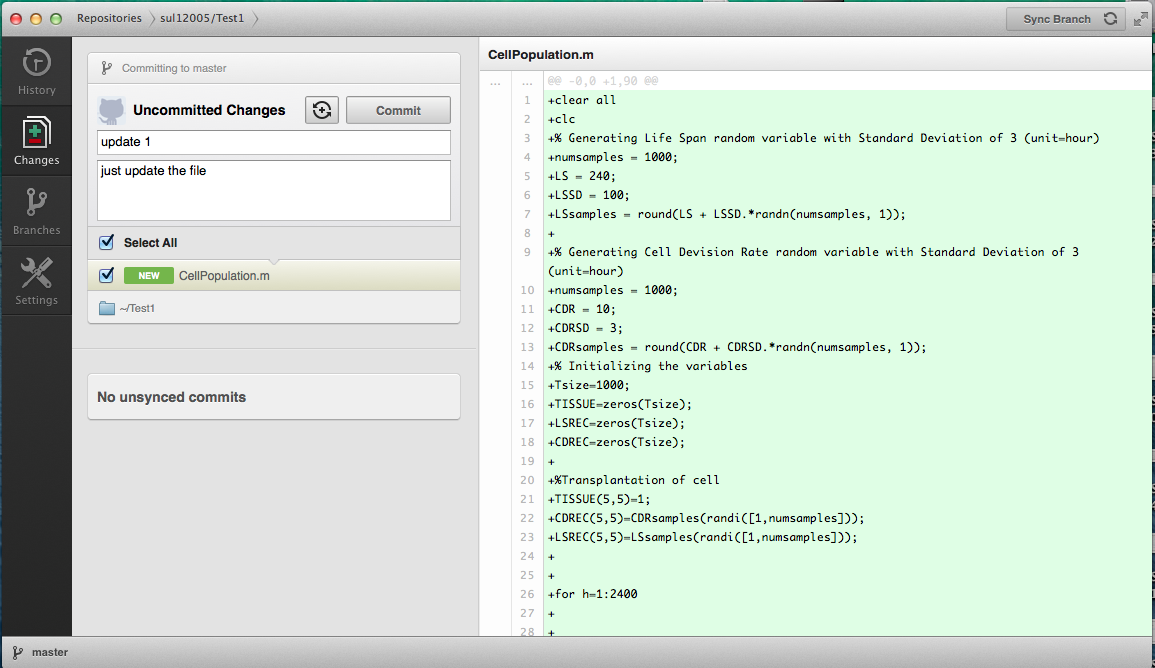 Repositories sul12005/Test1 Sync Branch
History
Changes
Branches
Settings
Committing to master
Uncommitted Changes Commit
update 1
just update the file
Select All
NEW CellPopulation.m
~/Test1
No unsynced commits
CellPopulation.m
... ... @@ -0,0 +1,90 @@
1 +clear all
2 +clc
3 +% Generating Life Span random variable with Standard Deviation of 3 (unit=hour)
4 +numsamples = 1000;
5 +LS = 240;
6 +LSSD = 100;
7 +LSsamples = round(LS + LSSD.*randn(numsamples, 1));
8 +
9 +% Generating Cell Devision Rate random variable with Standard Deviation of 3
(unit=hour)
10 +numsamples = 1000;
11 +CDR = 10;
12 +CDRSD = 3;
13 +CDRsamples = round(CDR + CDRSD.*randn(numsamples, 1));
14 +% Initializing the variables
15 +Tsize=1000;
16 +TISSUE=zeros(Tsize);
17 +LSREC=zeros(Tsize);
18 +CDREC=zeros(Tsize);
19 +
20 +%Transplantation of cell
21 +TISSUE(5,5)=1;
22 +CDREC(5,5)=CDRsamples(randi([1,numsamples]));
23 +LSREC(5,5)=LSsamples(randi([1,numsamples]));
24 +
25 +
26 +for h=1:2400
27 +
28 +
master